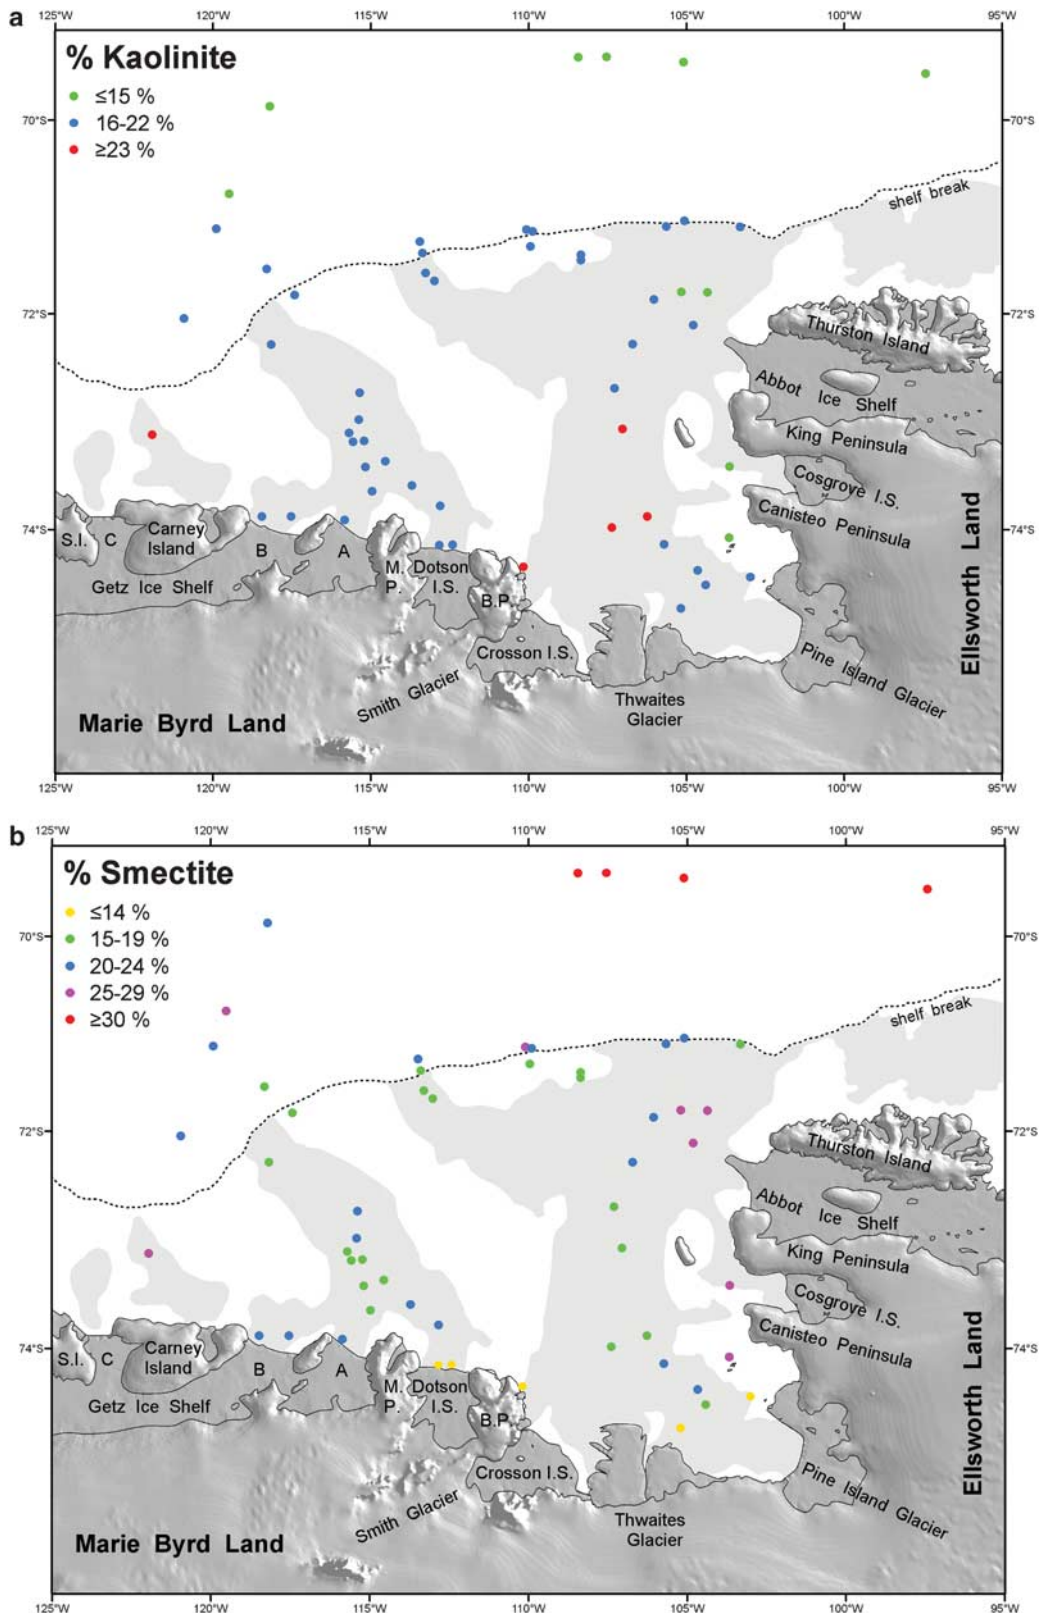 a
125°W 120°W 115°W 110°W 105°W 100°W 95°W
% Kaolinite
≤15 %
16-22 %
≥23 %
70°S 70°S
shelf break
72°S 72°S
Thurston Island
Abbot Ice Shelf
King Peninsula
Cosgrove I.S.
Canisteo Peninsula
74°S 74°S
S.I. C Carney Island B A M. P. Dotson I.S. B.P.
Getz Ice Shelf
Crosson I.S.
Smith Glacier
Thwaites
Glacier
Pine Island Glacier
Ellsworth Land
Marie Byrd Land
125°W 120°W 115°W 110°W 105°W 100°W 95°W
b
125°W 120°W 115°W 110°W 105°W 100°W 95°W
% Smectite
≤14 %
15-19 %
20-24 %
25-29 %
≥30 %
70°S 70°S
shelf break
72°S 72°S
Thurston Island
Abbot Ice Shelf
King Peninsula
Cosgrove I.S.
Canisteo Peninsula
74°S 74°S
S.I. C Carney Island B A M. P. Dotson I.S. B.P.
Getz Ice Shelf
Crosson I.S.
Smith Glacier
Thwaites
Glacier
Pine Island Glacier
Ellsworth Land
Marie Byrd Land
125°W 120°W 115°W 110°W 105°W 100°W 95°W